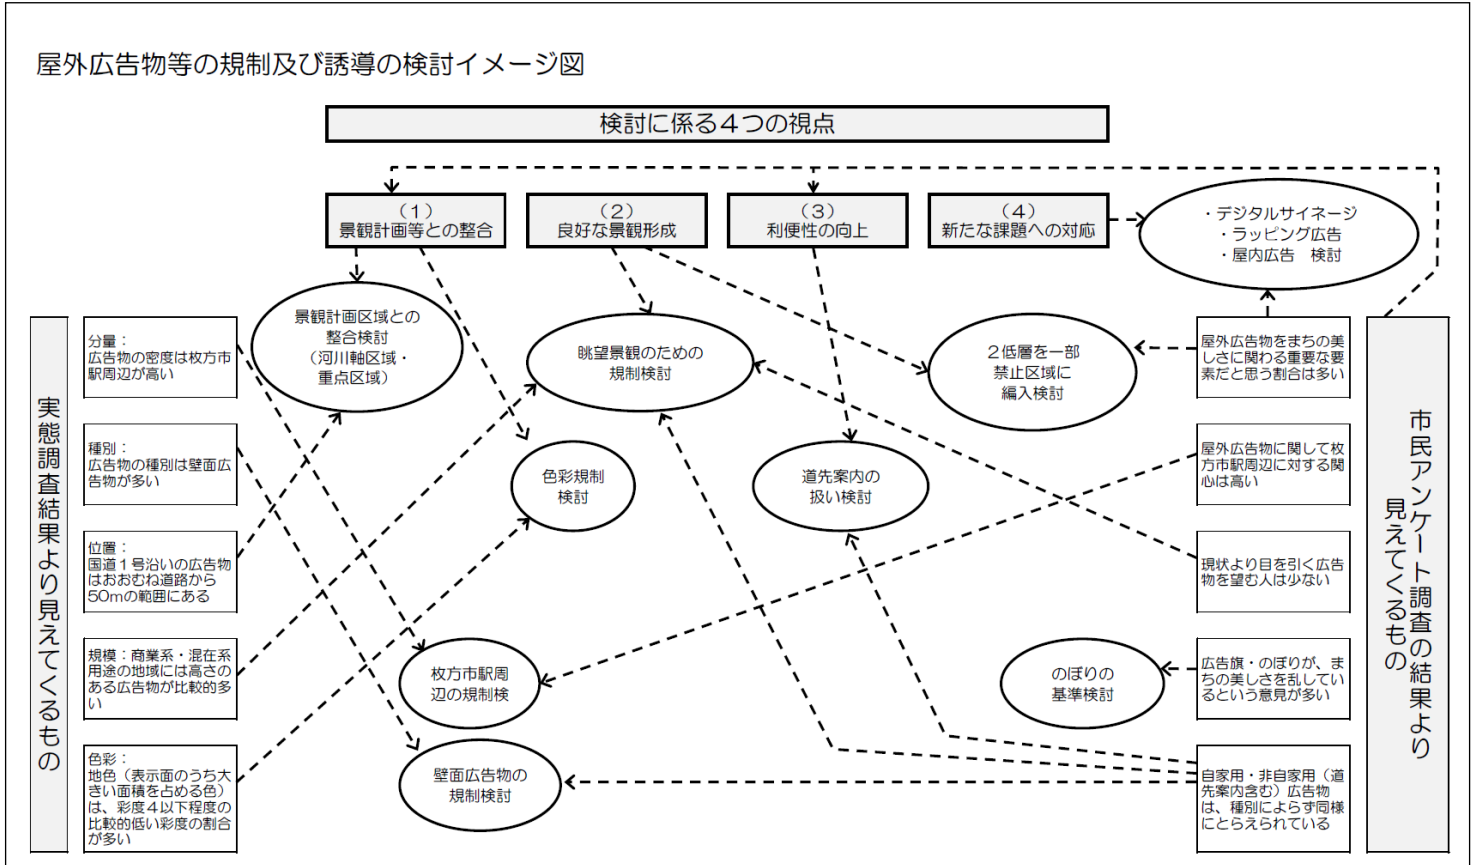 屋外広告物等の規制及び誘導の検討イメージ図
検討に係る４つの視点
（１）
景観計画等との整合
（２）
良好な景観形成
（３）
利便性の向上
（４）
新たな課題への対応
・デジタルサイネージ
・ラッピング広告
・屋内広告　検討
実態調査結果より見えてくるもの
分量：
広告物の密度は枚方市
駅周辺が高い
種別：
広告物の種別は壁面広
告物が多い
位置：
国道１号沿いの広告物
はおおむね道路から
50mの範囲にある
規模：商業系・混在系
用途の地域には高さの
ある広告物が比較的多
い
色彩：
地色（表示面のうち大
きい面積を占める色）
は、彩度４以下程度の
比較的低い彩度の割合
が多い
景観計画区域との
整合検討
（河川軸区域・
重点区域）
眺望景観のための
規制検討
２低層を一部
禁止区域に
編入検討
色彩規制
検討
道先案内の
扱い検討
枚方市駅周
辺の規制検
のぼりの
基準検討
壁面広告物の
規制検討
屋外広告物をまちの美
しさに関わる重要な要
素だと思う割合は多い
屋外広告物に関して枚
方市駅周辺に対する関
心は高い
現状より目を引く広告
物を望む人は少ない
広告旗・のぼりが、ま
ちの美しさを乱してい
るという意見が多い
自家用・非自家用（道
先案内含む）広告物
は、種別によらず同様
にとらえられている
市民アンケート調査の結果より
見えてくるもの